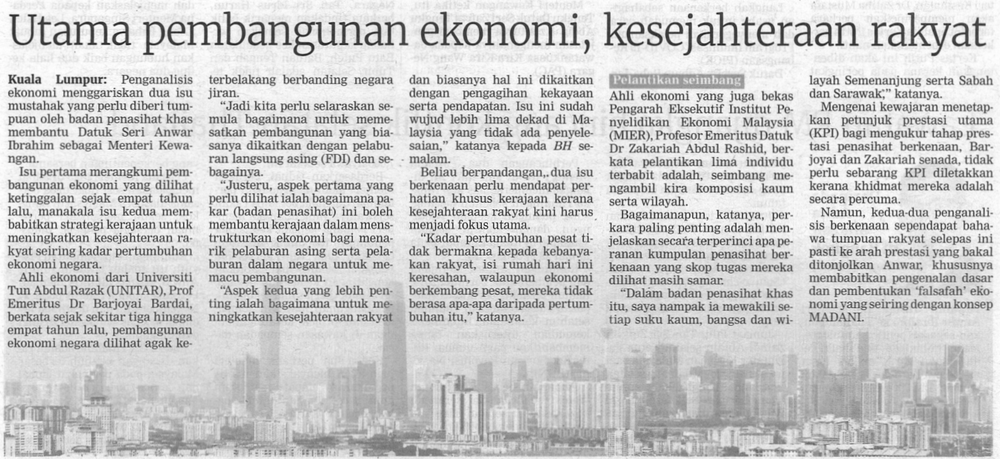 Utama pembangunan ekonomi, kesejahteraan rakyat
Kuala Lumpur: Penganalisis
ekonomi menggariskan dua isu
mustahak yang perlu diberi tum-
puan oleh badan penasihat khas
membantu Datuk Seri Anwar
Ibrahim sebagai Menteri Kewa-
ngan.
Isu pertama merangkumi pem-
bangunan ekonomi yang dilihat
ketinggalan sejak empat tahun
lalu, manakala isu kedua mem-
babitkan strategi kerajaan untuk
meningkatkan kesejahteraan ra-
kyat seiring kadar pertumbuhan
ekonomi negara.
Ahli ekonomi dari Universiti
Tun Abdul Razak (UNITAR), Prof
Emeritus Dr Barjoyai Bardai,
berkata sejak sekitar tiga hingga
empat tahun lalu, pembangunan
ekonomi negara dilihat agak ke-
terbelakang berbanding negara
jiran.
“Jadi kita perlu selaraskan se-
mula bagaimana untuk meme-
satkan pembangunan yang bia-
sanya dikaitkan dengan pelabu-
ran langsung asing (FDI) dan se-
bagainya.
“Justeru, aspek pertama yang
perlu dilihat ialah bagaimana pa-
kar (badan penasihat) ini boleh
membantu kerajaan dalam mens-
trukturkan ekonomi bagi mena-
rik pelaburan asing serta pela-
buran dalam negara untuk me-
macu pembangunan.
“Aspek kedua yang lebih pen-
ting ialah bagaimana untuk me-
ningkatkan kesejahteraan rakyat
dan biasanya hal ini dikaitkan
dengan pengagihan kekayaan
serta pendapatan. Isu ini sudah
wujud lebih lima dekad di Ma-
laysia yang tidak ada penyele-
saian,” katanya kepada BH se-
malam.
Beliau berpandangan, dua isu
berkenaan perlu mendapat per-
hatian khusus kerajaan kerana
kesejahteraan rakyat kini harus
menjadi fokus utama.
“Kadar pertumbuhan pesat ti-
dak bermakna kepada kebanya-
kan rakyat, isi rumah hari ini
keresahan, walaupun ekonomi
berkembang pesat, mereka tidak
berasa apa-apa daripada pertum-
buhan itu,” katanya.
Pelantikan seimbang
Ahli ekonomi yang juga bekas
Pengarah Eksekutif Institut Pe-
nyelidikan Ekonomi Malaysia
(MIER), Profesor Emeritus Datuk
Dr Zakariah Abdul Rashid, ber-
kata pelantikan lima individu
terbabit adalah, seimbang me-
ngambil kira komposisi kaum
serta wilayah.
Bagaimanapun, katanya, per-
kara paling penting adalah men-
jelaskan secara terperinci apa pe-
ranan kumpulan penasihat ber-
kenaan yang skop tugas mereka
dilihat masih samar.
“Dalam badan penasihat khas
itu, saya nampak ia mewakili se-
tiap suku kaum, bangsa dan wi-
layah Semenanjung serta Sabah
dan Sarawak,” katanya.
Mengenai kewajaran menetap-
kan petunjuk prestasi utama
(KPI) bagi mengukur tahap pres-
tasi penasihat berkenaan, Bar-
joyai dan Zakariah senada, tidak
perlu sebarang KPI diletakkan
kerana khidmat mereka adalah
secara percuma.
Namun, kedua-dua penganali-
sis berkenaan sependapat baha-
wa tumpuan rakyat selepas ini
pasti ke arah prestasi yang bakal
ditonjolkan Anwar, khususnya
membabitkan pengenalan dasar
dan pembentukan ‘falsafah’ eko-
nomi yang seiring dengan konsep
MADANI.